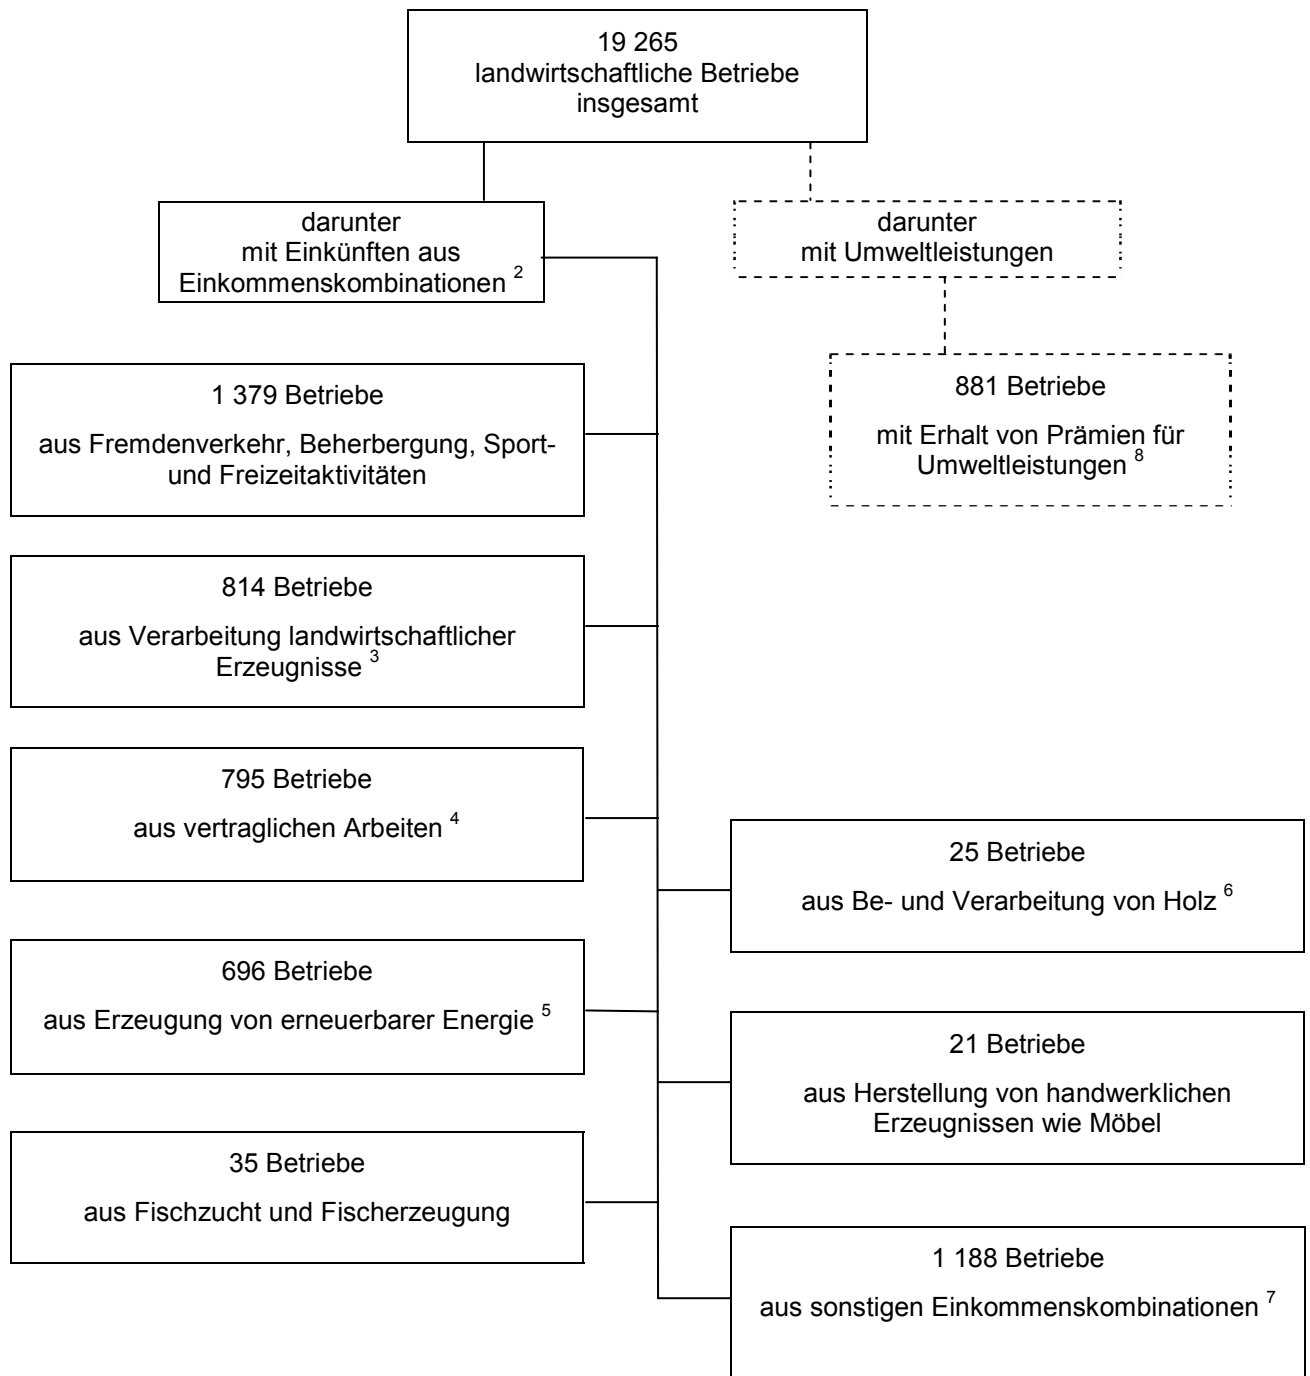 19 265
landwirtschaftliche Betriebe
insgesamt
darunter
mit Einkünften aus
Einkommenskombinationen 2
darunter
mit Umweltleistungen
1 379 Betriebe
aus Fremdenverkehr, Beherbergung, Sport-
und Freizeitaktivitäten
881 Betriebe
mit Erhalt von Prämien für
Umweltleistungen 8
814 Betriebe
aus Verarbeitung landwirtschaftlicher
Erzeugnisse 3
795 Betriebe
aus vertraglichen Arbeiten 4
696 Betriebe
aus Erzeugung von erneuerbarer Energie 5
35 Betriebe
aus Fischzucht und Fischerzeugung
25 Betriebe
aus Be- und Verarbeitung von Holz 6
21 Betriebe
aus Herstellung von handwerklichen
Erzeugnissen wie Möbel
1 188 Betriebe
aus sonstigen Einkommenskombinationen 7